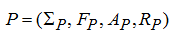 P = (Σ_P, F_P, A_P, R_P)